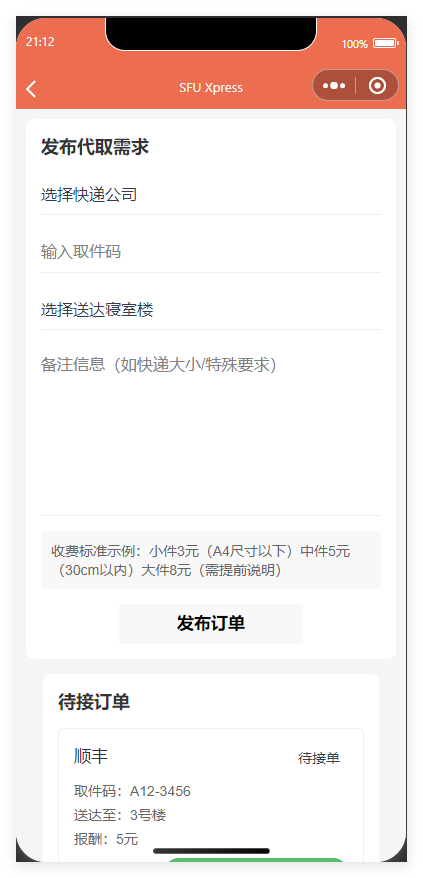 21:12
100%
SFU Xpress
发布代取需求
选择快递公司
输入取件码
选择送达寝室楼
备注信息（如快递大小/特殊要求）
收费标准示例：小件3元（A4尺寸以下）中件5元
（30cm以内）大件8元（需提前说明）
发布订单
待接订单
顺丰
待接单
取件码：A12-3456
送达至：3号楼
报酬：5元